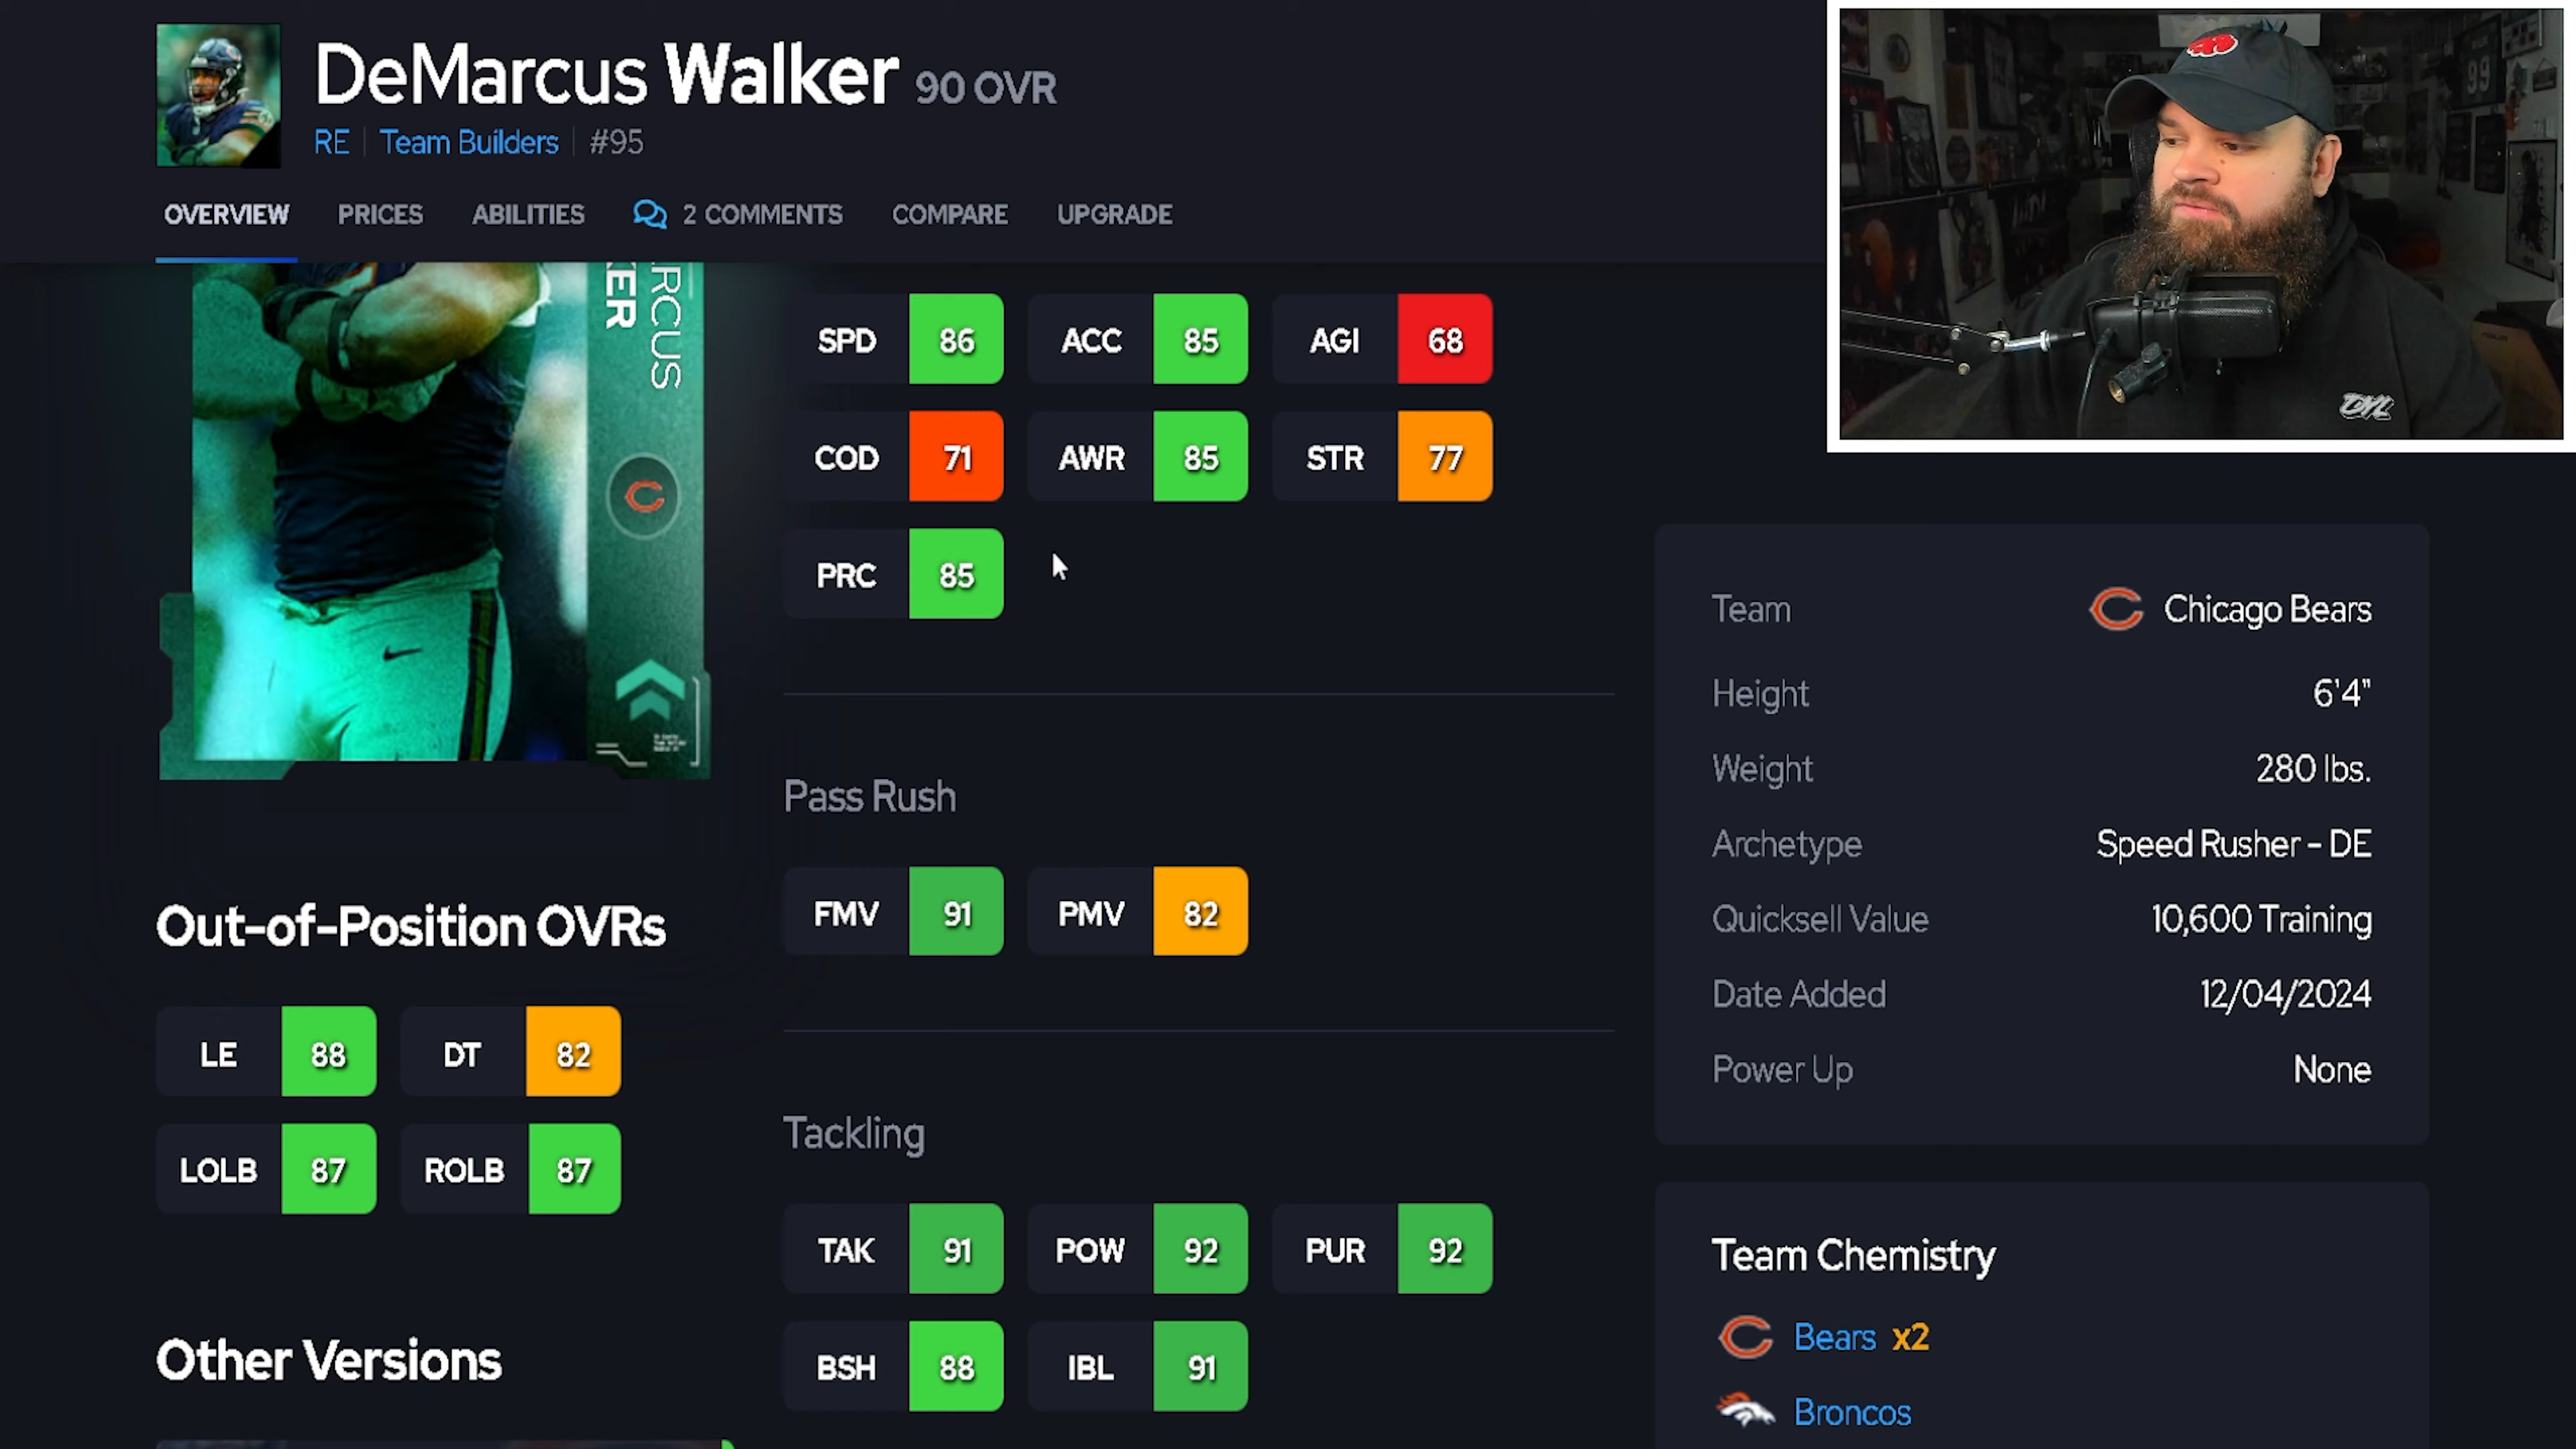 DeMarcus Walker 90 OVR
RE Team Builders #95
OVERVIEW PRICES ABILITIES 2 COMMENTS COMPARE UPGRADE
RCUS
KER
SPD 86 ACC 85 AGI 68
COD 71 AWR 85 STR 77
PRC 85
Pass Rush
FMV 91 PMV 82
Tackling
TAK 91 POW 92 PUR 92
BSH 88 IBL 91
Out-of-Position OVRs
LE 88 DT 82
LOLB 87 ROLB 87
Other Versions
99
Team Chicago Bears
Height 6'4"
Weight 280 lbs.
Archetype Speed Rusher - DE
Quicksell Value 10,600 Training
Date Added 12/04/2024
Power Up None
Team Chemistry
Bears x2
Broncos